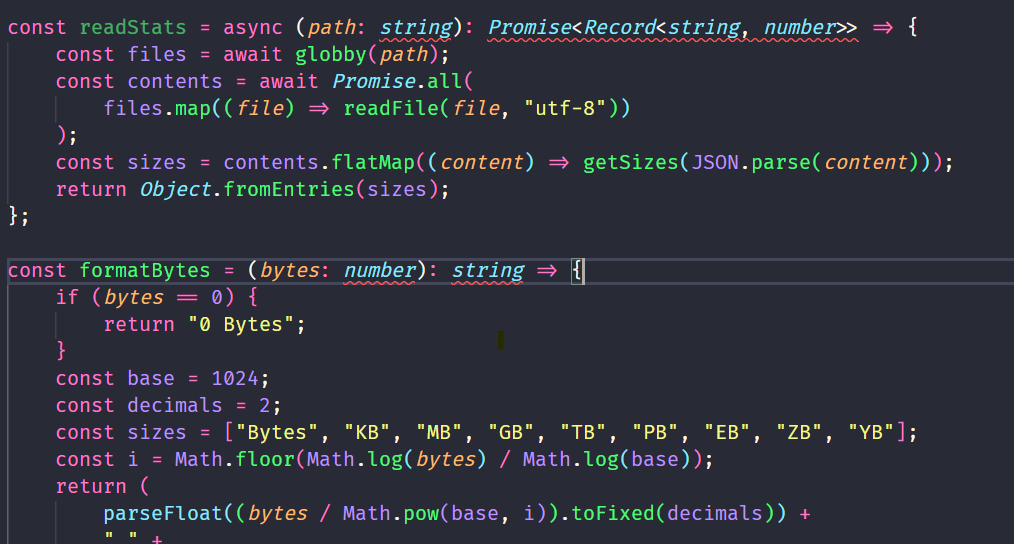 const readStats = async (path: string): Promise<Record<string, number>> => {
    const files = await globby(path);
    const contents = await Promise.all(
        files.map((file) => readFile(file, "utf-8"))
    );
    const sizes = contents.flatMap((content) => getSizes(JSON.parse(content)));
    return Object.fromEntries(sizes);
};

const formatBytes = (bytes: number): string => {
    if (bytes == 0) {
        return "0 Bytes";
    }
    const base = 1024;
    const decimals = 2;
    const sizes = ["Bytes", "KB", "MB", "GB", "TB", "PB", "EB", "ZB", "YB"];
    const i = Math.floor(Math.log(bytes) / Math.log(base));
    return (
        parseFloat((bytes / Math.pow(base, i)).toFixed(decimals)) +
        " " +